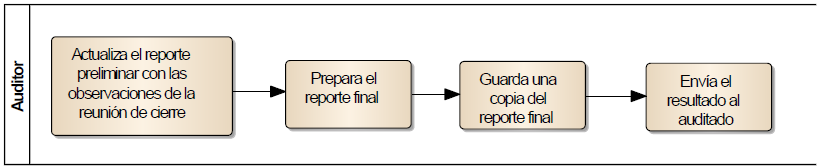 Auditor
Actualiza el reporte
preliminar con las
observaciones de la
reunión de cierre
Prepara el
reporte final
Guarda una
copia del
reporte final
Envía el
resultado al
auditado